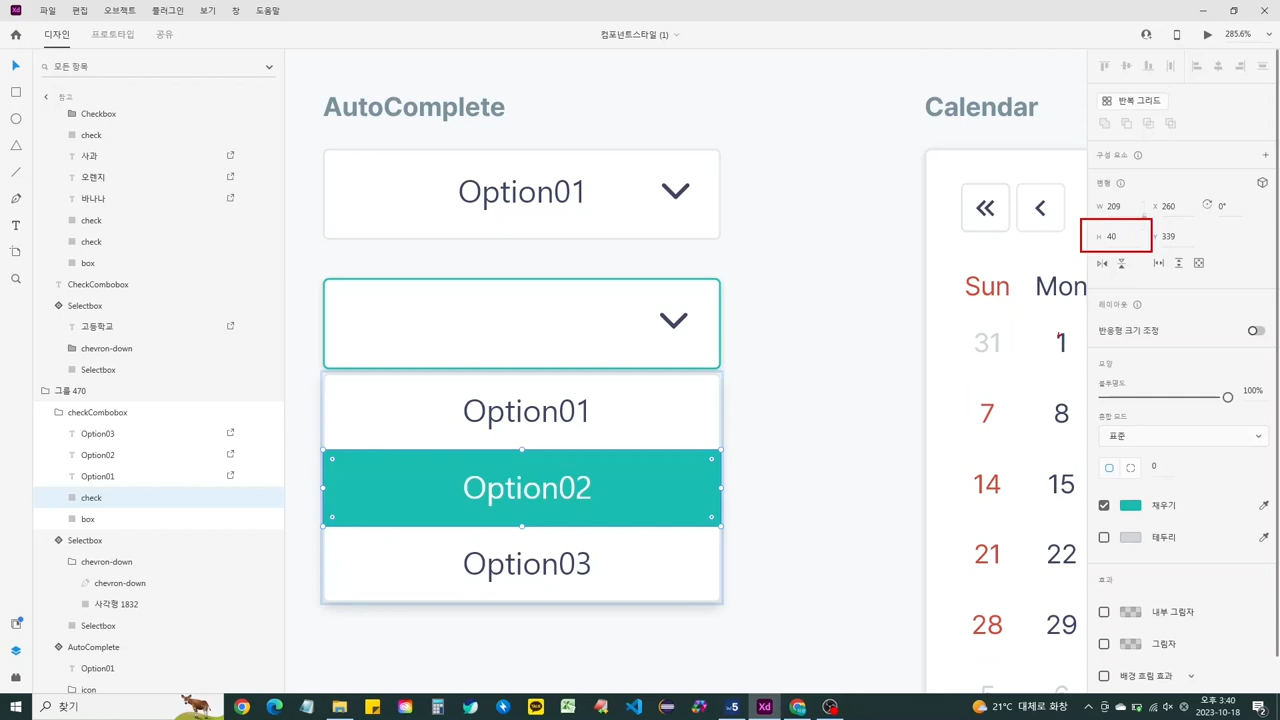 파일 편집 오브젝트 플러그인 보기 창 도움말
디자인 프로토타입 공유
컴포넌트스타일 (1)
285.6%
모든 항목
참고
Checkbox
check
사과
오렌지
바나나
check
check
box
CheckCombobox
Selectbox
고등학교
chevron-down
Selectbox
그룹 470
checkCombobox
Option03
Option02
Option01
check
box
Selectbox
chevron-down
chevron-down
사각형 1832
Selectbox
AutoComplete
Option01
icon
AutoComplete
Option01
Option01
Option02
Option03
Calendar
Sun Mon
31 1
7 8
14 15
21 22
28 29
5 6
반복 그리드
구성 요소
변형
W 209 X 260 0°
H 40 Y 339
레이아웃
반응형 크기 조정
모양
불투명도
100%
혼합 모드
표준
0
채우기
테두리
효과
내부 그림자
그림자
배경 흐림 효과
찾기
21°C 대체로 화창
오후 3:40
2023-10-18